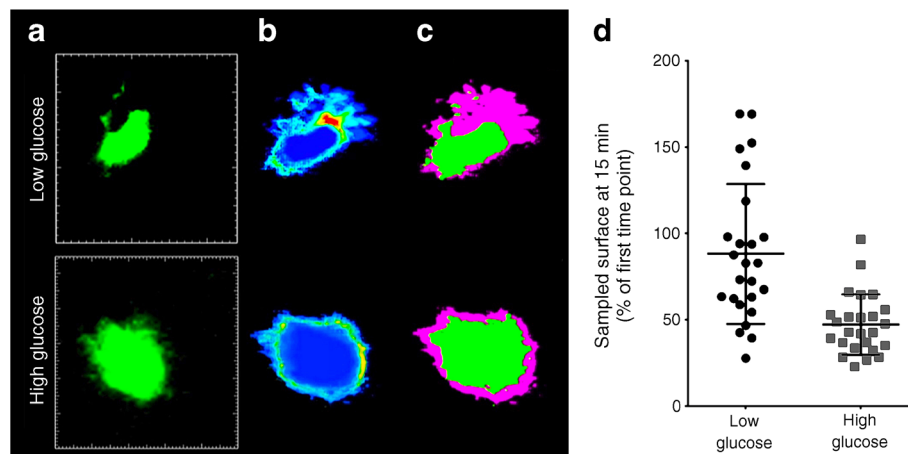 a
b
c
d
Low glucose
High glucose
Sampled surface at 15 min
(% of first time point)
200
150
100
50
0
Low
glucose
High
glucose